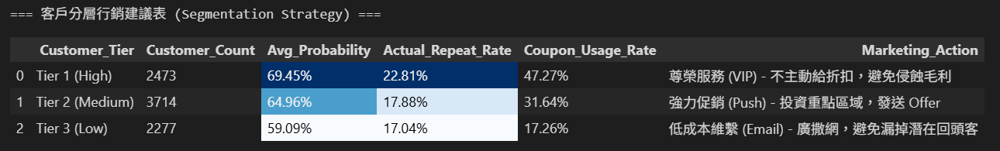 === 客戶分層行銷建議表 (Segmentation Strategy) ===
Customer_Tier Customer_Count Avg_Probability Actual_Repeat_Rate Coupon_Usage_Rate Marketing_Action
0 Tier 1 (High) 2473 69.45% 22.81% 47.27% 尊榮服務 (VIP) - 不主動給折扣，避免侵蝕毛利
1 Tier 2 (Medium) 3714 64.96% 17.88% 31.64% 強力促銷 (Push) - 投資重點區域，發送 Offer
2 Tier 3 (Low) 2277 59.09% 17.04% 17.26% 低成本維繫 (Email) - 廣撒網，避免漏掉潛在回頭客